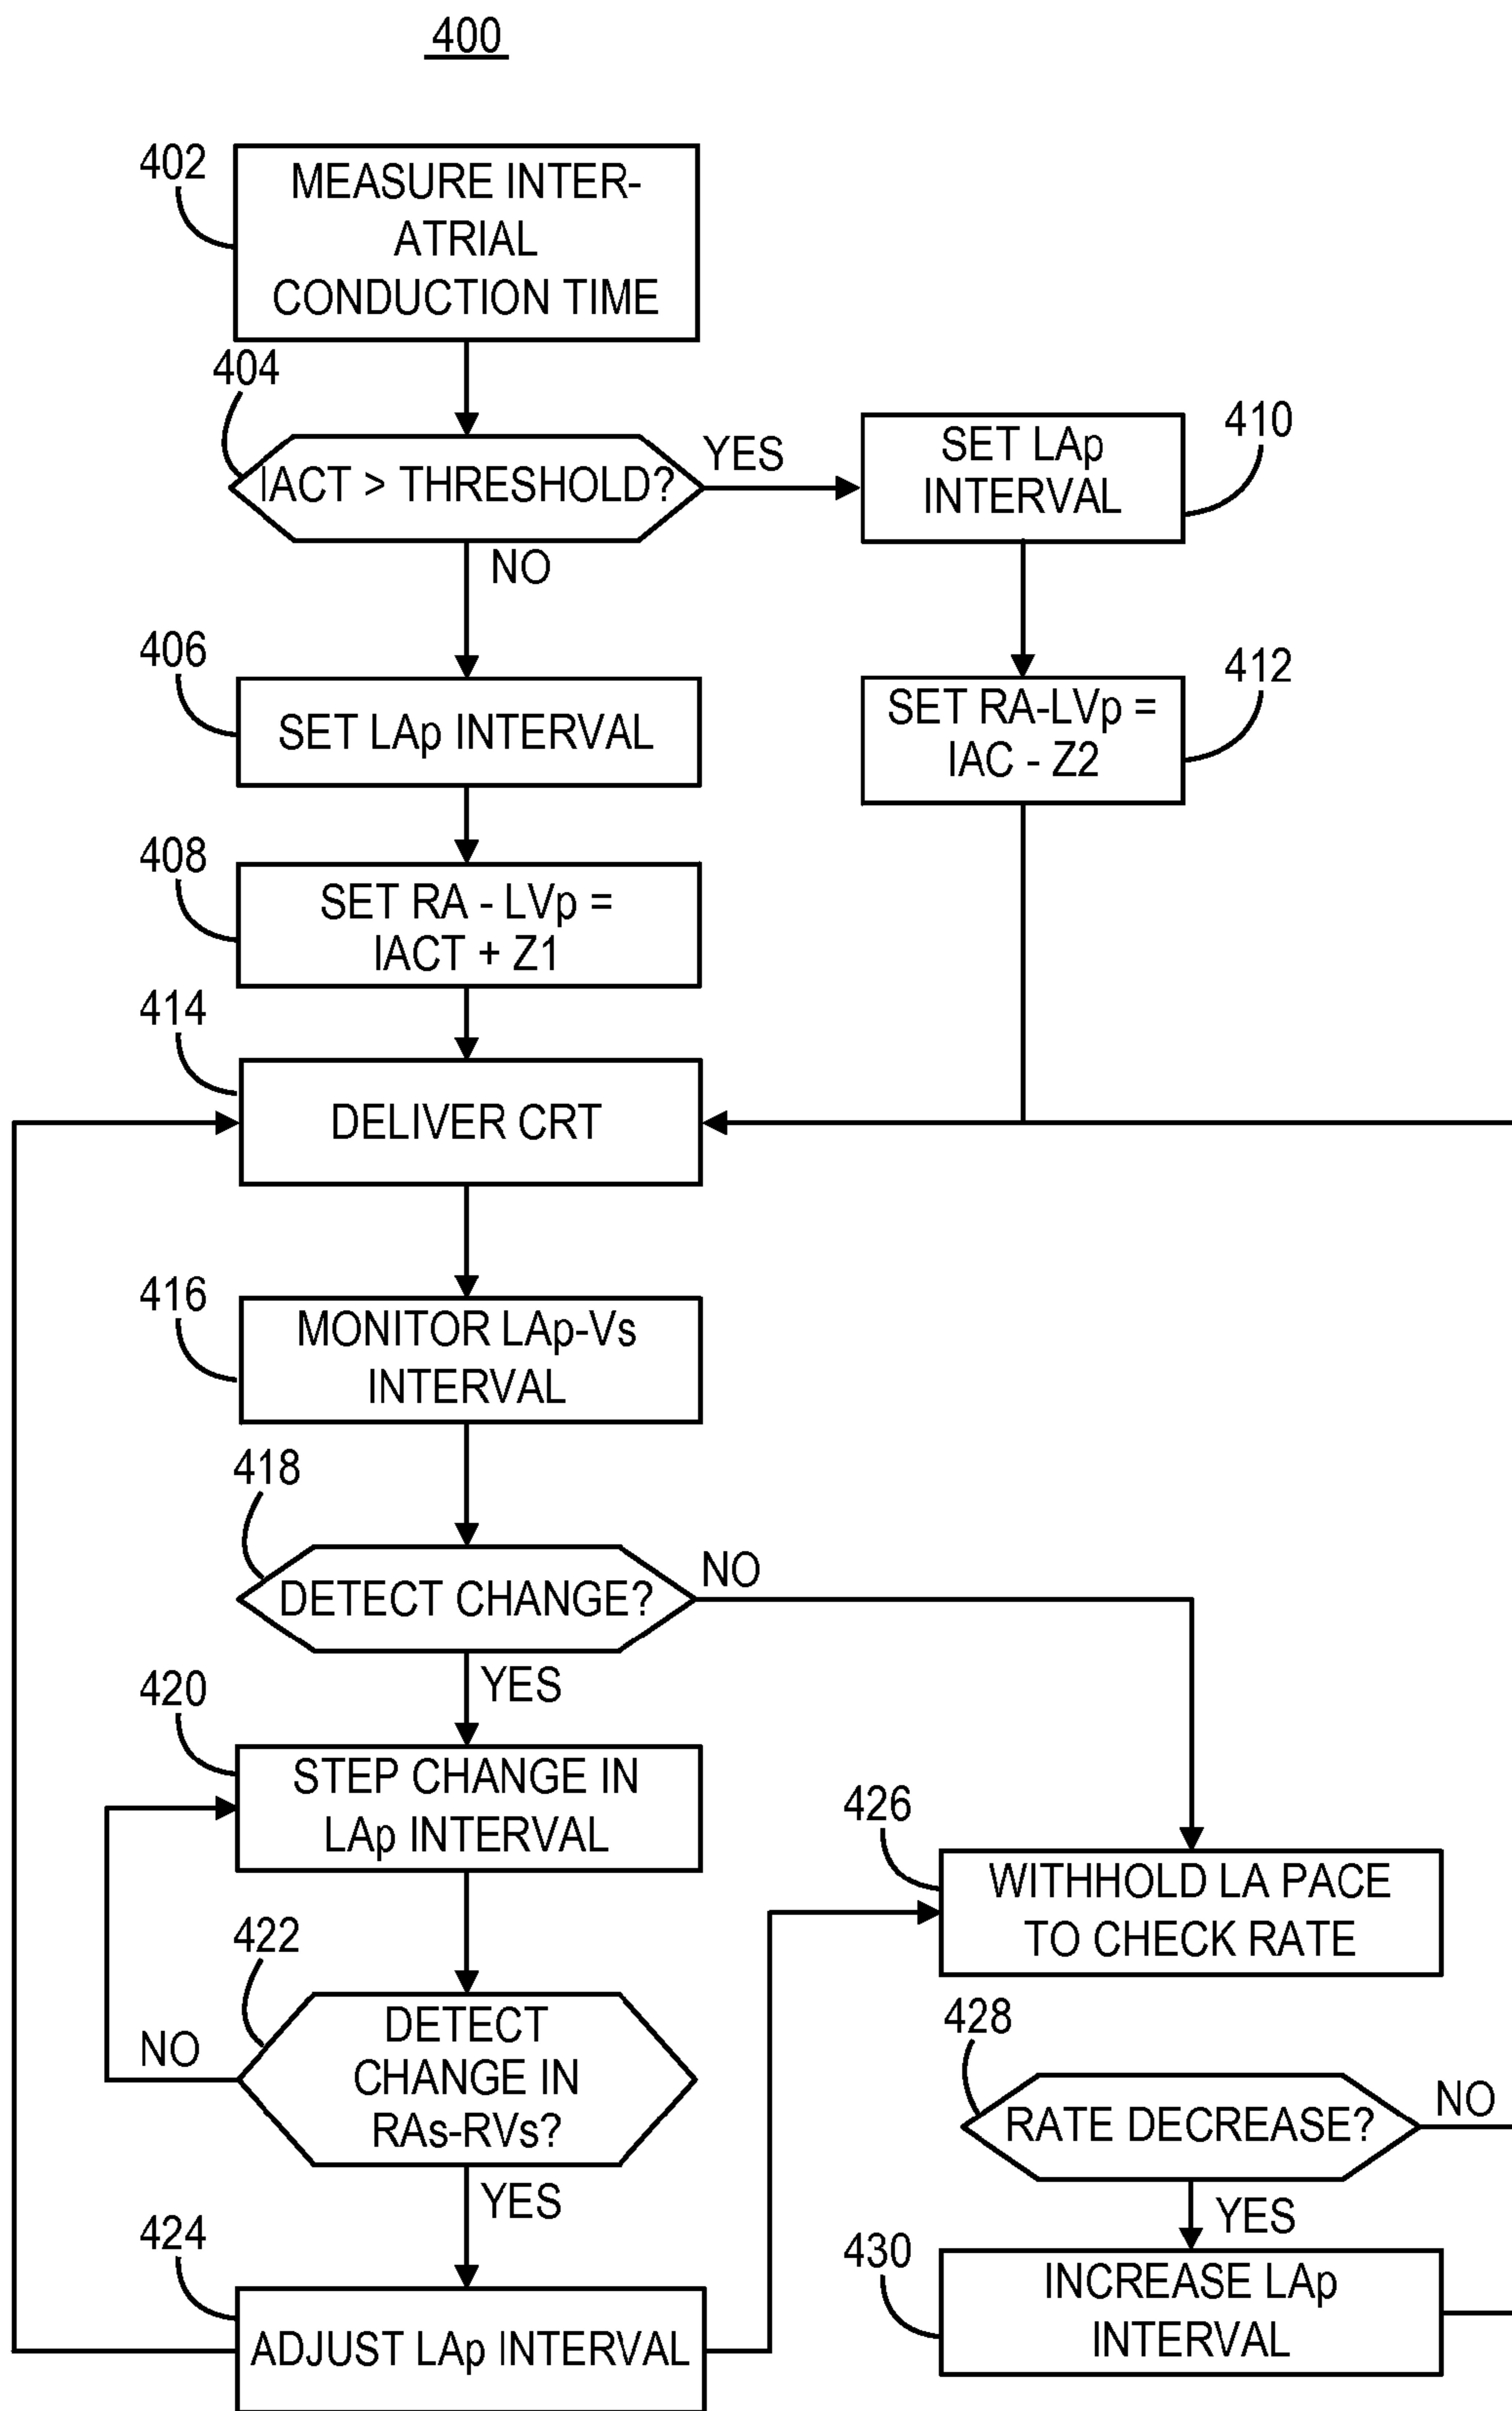 400
402
MEASURE INTER-
ATRIAL
CONDUCTION TIME
404
IACT > THRESHOLD?
YES
NO
410
SET LAp
INTERVAL
406
SET LAp INTERVAL
412
SET RA-LVp =
IAC - Z2
408
SET RA - LVp =
IACT + Z1
414
DELIVER CRT
416
MONITOR LAp-Vs
INTERVAL
418
DETECT CHANGE?
NO
YES
420
STEP CHANGE IN
LAp INTERVAL
426
WITHHOLD LA PACE
TO CHECK RATE
422
DETECT
CHANGE IN
RAs-RVs?
NO
YES
428
RATE DECREASE?
NO
YES
424
ADJUST LAp INTERVAL
430
INCREASE LAp
INTERVAL